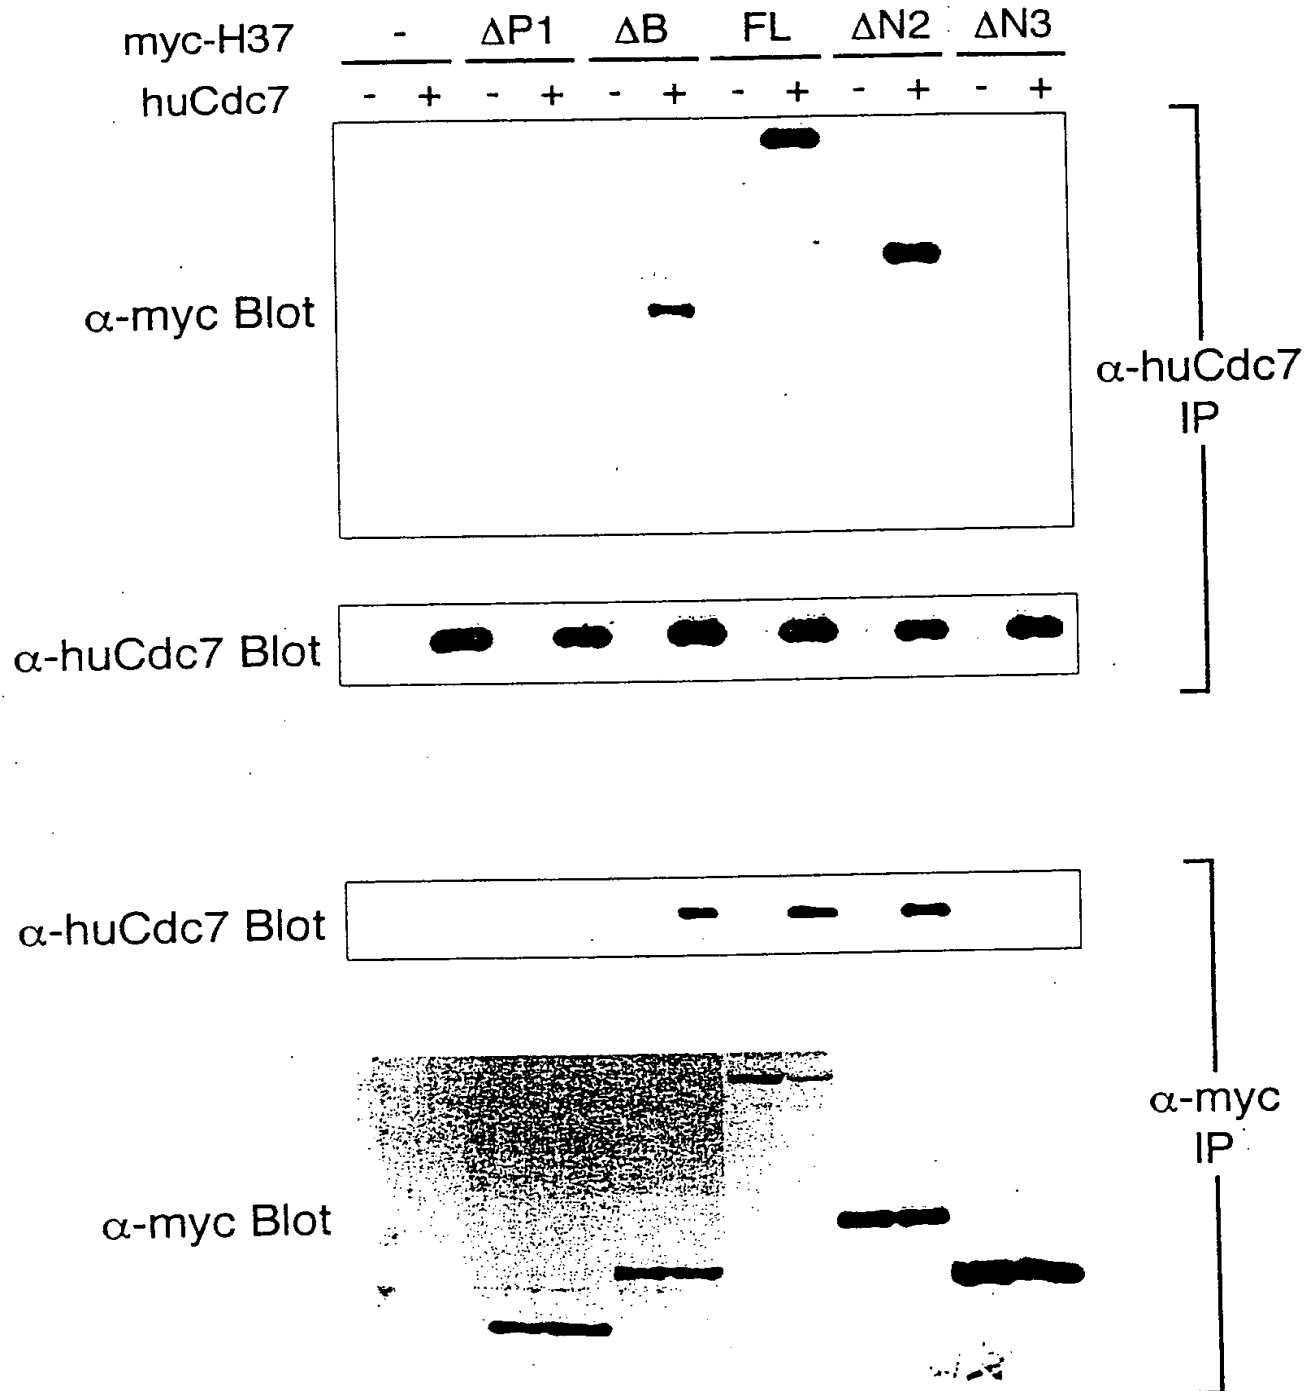 myc-H37 - ΔP1 ΔB FL ΔN2 ΔN3
huCdc7 - + - + - + - + - + - +
α-myc Blot
α-huCdc7
IP
α-huCdc7 Blot
α-huCdc7 Blot
α-myc
IP
α-myc Blot